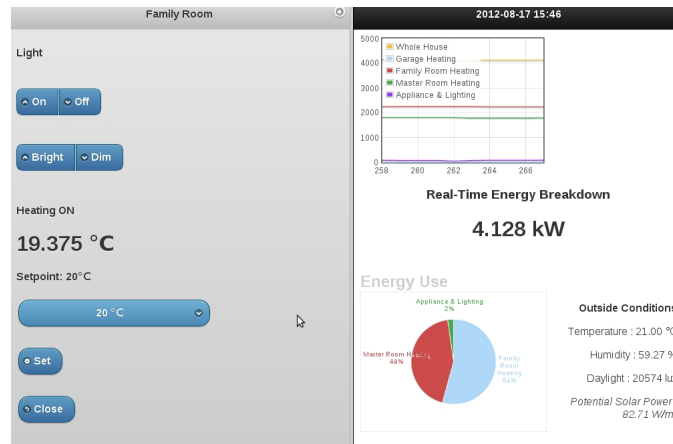 Family Room
Light
On Off
Bright Dim
Heating ON
19.375 °C
Setpoint: 20°C
20 °C
Set
Close
2012-08-17 15:46
5000
4000
3000
2000
1000
0
Whole House
Garage Heating
Family Room Heating
Master Room Heating
Appliance & Lighting
258 260 262 264 266
Real-Time Energy Breakdown
4.128 kW
Energy Use
Appliance & Lighting
2%
Master Room Heating
44%
Family
Room
Heating
54%
Outside Conditions
Temperature : 21.00 °C
Humidity : 59.27 %
Daylight : 20574 lu
Potential Solar Power
82.71 W/m